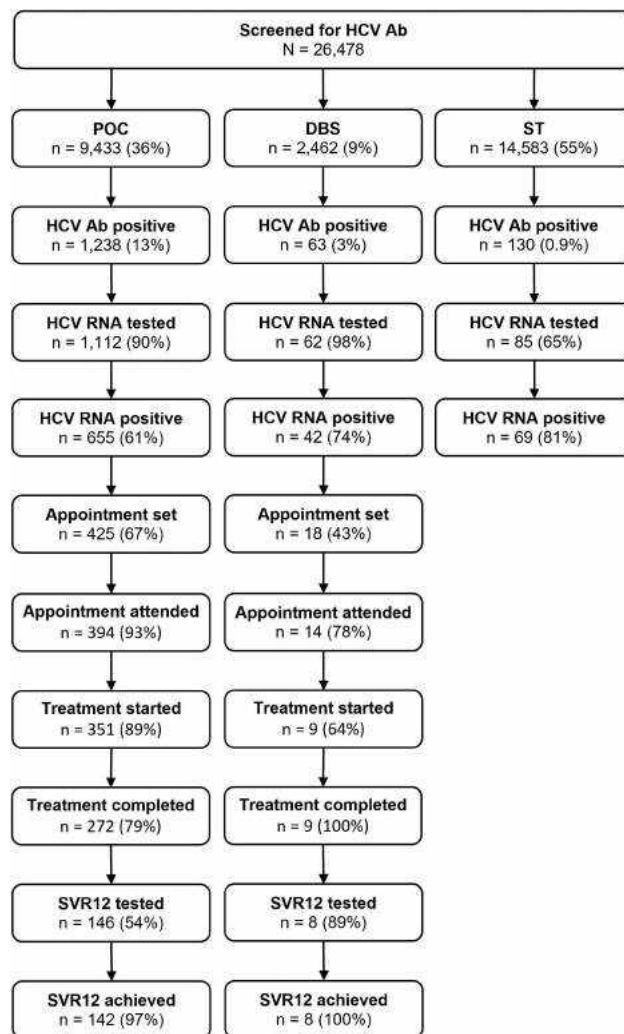 Screened for HCV Ab
N = 26,478
POC
n = 9,433 (36%)
DBS
n = 2,462 (9%)
ST
n = 14,583 (55%)
HCV Ab positive
n = 1,238 (13%)
HCV Ab positive
n = 63 (3%)
HCV Ab positive
n = 130 (0.9%)
HCV RNA tested
n = 1,112 (90%)
HCV RNA tested
n = 62 (98%)
HCV RNA tested
n = 85 (65%)
HCV RNA positive
n = 655 (61%)
HCV RNA positive
n = 42 (74%)
HCV RNA positive
n = 69 (81%)
Appointment set
n = 425 (67%)
Appointment set
n = 18 (43%)
Appointment attended
n = 394 (93%)
Appointment attended
n = 14 (78%)
Treatment started
n = 351 (89%)
Treatment started
n = 9 (64%)
Treatment completed
n = 272 (79%)
Treatment completed
n = 9 (100%)
SVR12 tested
n = 146 (54%)
SVR12 tested
n = 8 (89%)
SVR12 achieved
n = 142 (97%)
SVR12 achieved
n = 8 (100%)